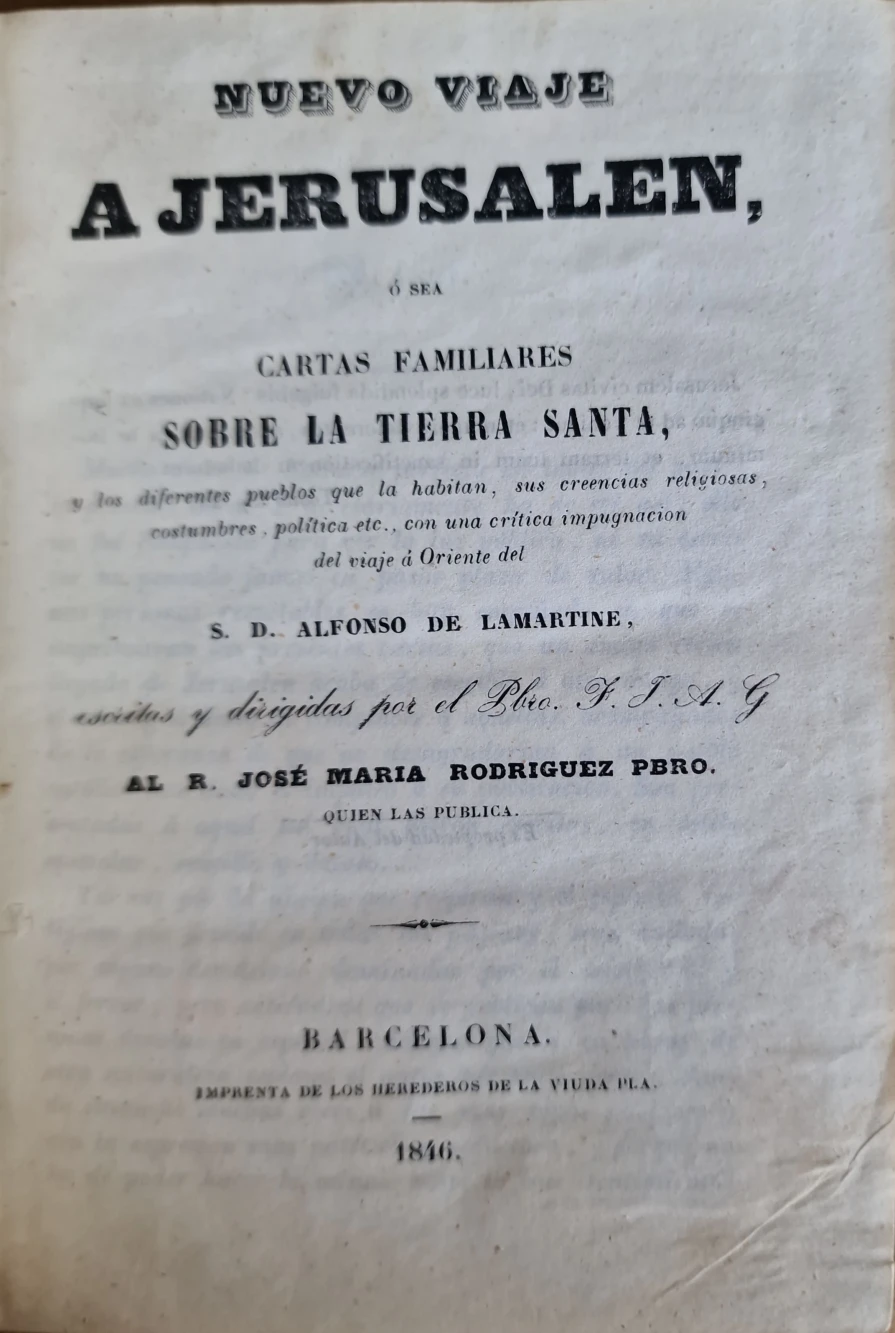 NUEVO VIAJE
A JERUSALEN,
Ó SEA
CARTAS FAMILIARES
SOBRE LA TIERRA SANTA,
y los diferentes pueblos que la habitan, sus creencias religiosas,
costumbres, política etc., con una crítica impugnacion
del viaje á Oriente del
S. D. ALFONSO DE LAMARTINE,
escritas y dirigidas por el Pbro. F. J. A. G
AL R. JOSÉ MARIA RODRIGUEZ PBRO.
QUIEN LAS PUBLICA.
BARCELONA.
IMPRENTA DE LOS HEREDEROS DE LA VIUDA PLA.
1846.